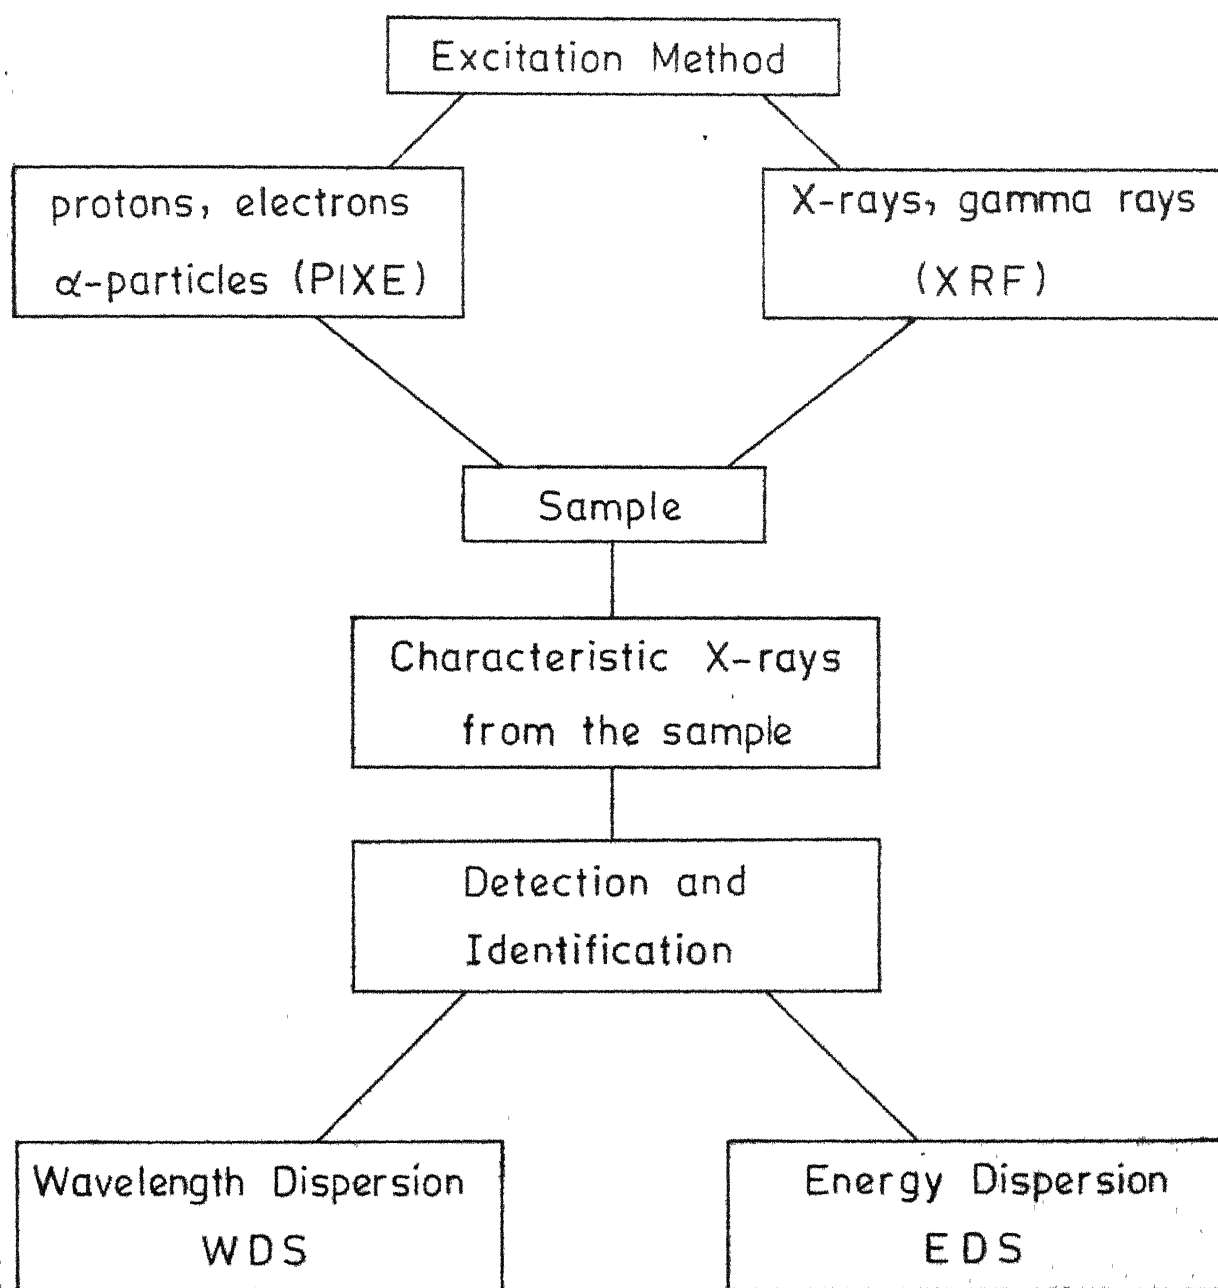 Excitation Method
protons, electrons
α-particles (PIXE)
X-rays, gamma rays
(XRF)
Sample
Characteristic X-rays
from the sample
Detection and
Identification
Wavelength Dispersion
WDS
Energy Dispersion
EDS